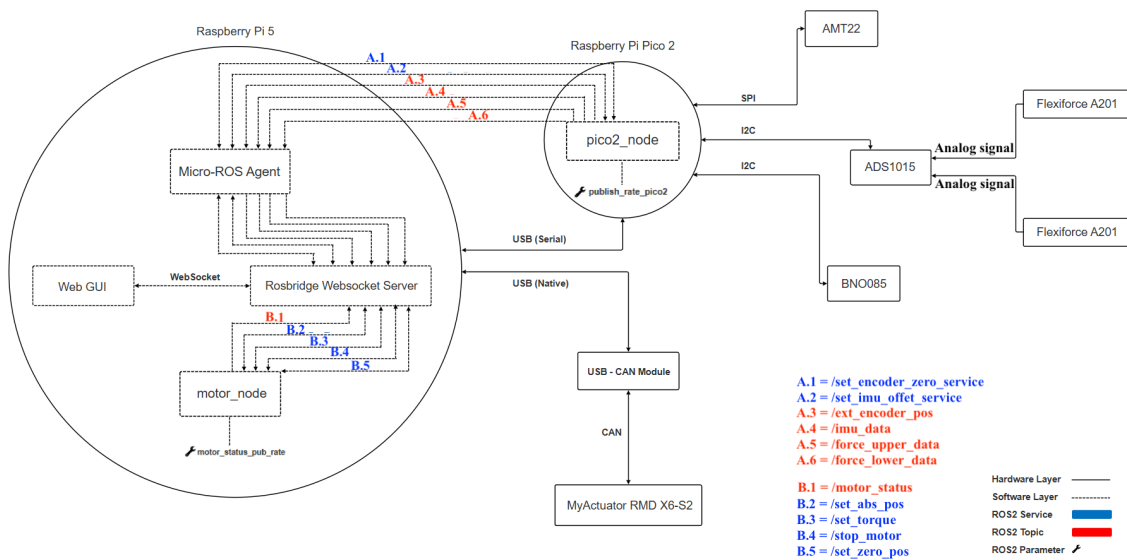 Raspberry Pi 5
Raspberry Pi Pico 2
AMT22
A.1
A.2
A.3
A.4
A.5
A.6
SPI
Flexiforce A201
pico2_node
I2C
Analog signal
Micro-ROS Agent
ADS1015
I2C
publish_rate_pico2
Analog signal
Flexiforce A201
USB (Serial)
WebSocket
Web GUI
Rosbridge Websocket Server
USB (Native)
BNO085
B.1
B.2
B.3
B.4
B.5
motor_node
USB - CAN Module
motor_status_pub_rate
CAN
MyActuator RMD X6-S2
A.1 = /set_encoder_zero_service
A.2 = /set_imu_offet_service
A.3 = /ext_encoder_pos
A.4 = /imu_data
A.5 = /force_upper_data
A.6 = /force_lower_data
B.1 = /motor_status
B.2 = /set_abs_pos
B.3 = /set_torque
B.4 = /stop_motor
B.5 = /set_zero_pos
Hardware Layer
Software Layer
ROS2 Service
ROS2 Topic
ROS2 Parameter